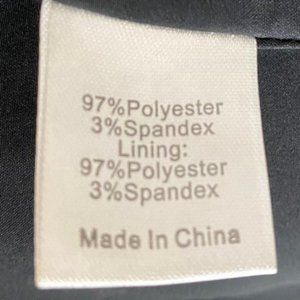 97%Polyester
3%Spandex
Lining:
97%Polyester
3%Spandex
Made In China